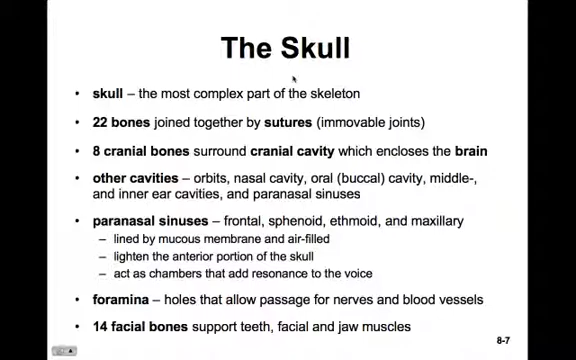 The Skull
• skull – the most complex part of the skeleton
• 22 bones joined together by sutures (immovable joints)
• 8 cranial bones surround cranial cavity which encloses the brain
• other cavities – orbits, nasal cavity, oral (buccal) cavity, middle-,
and inner ear cavities, and paranasal sinuses
• paranasal sinuses – frontal, sphenoid, ethmoid, and maxillary
– lined by mucous membrane and air-filled
– lighten the anterior portion of the skull
– act as chambers that add resonance to the voice
• foramina – holes that allow passage for nerves and blood vessels
• 14 facial bones support teeth, facial and jaw muscles
8-7